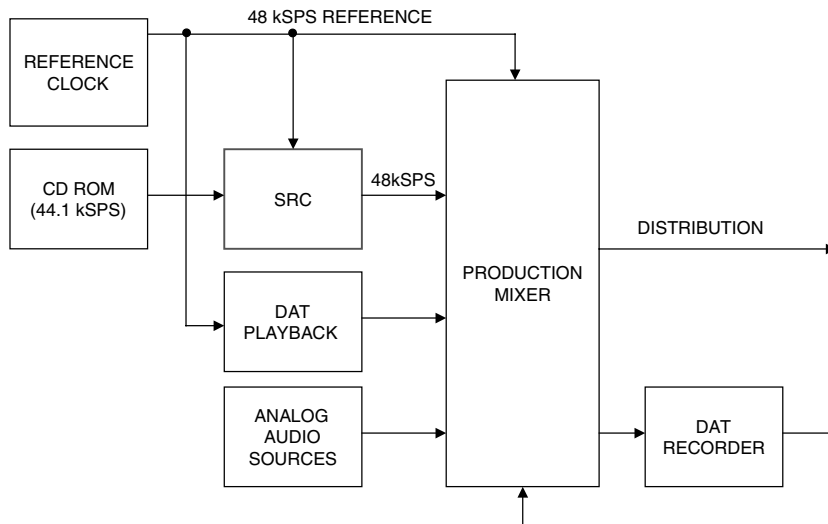 48 kSPS REFERENCE
REFERENCE
CLOCK
CD ROM
(44.1 kSPS)
SRC
48kSPS
DISTRIBUTION
PRODUCTION
MIXER
DAT
PLAYBACK
ANALOG
AUDIO
SOURCES
DAT
RECORDER